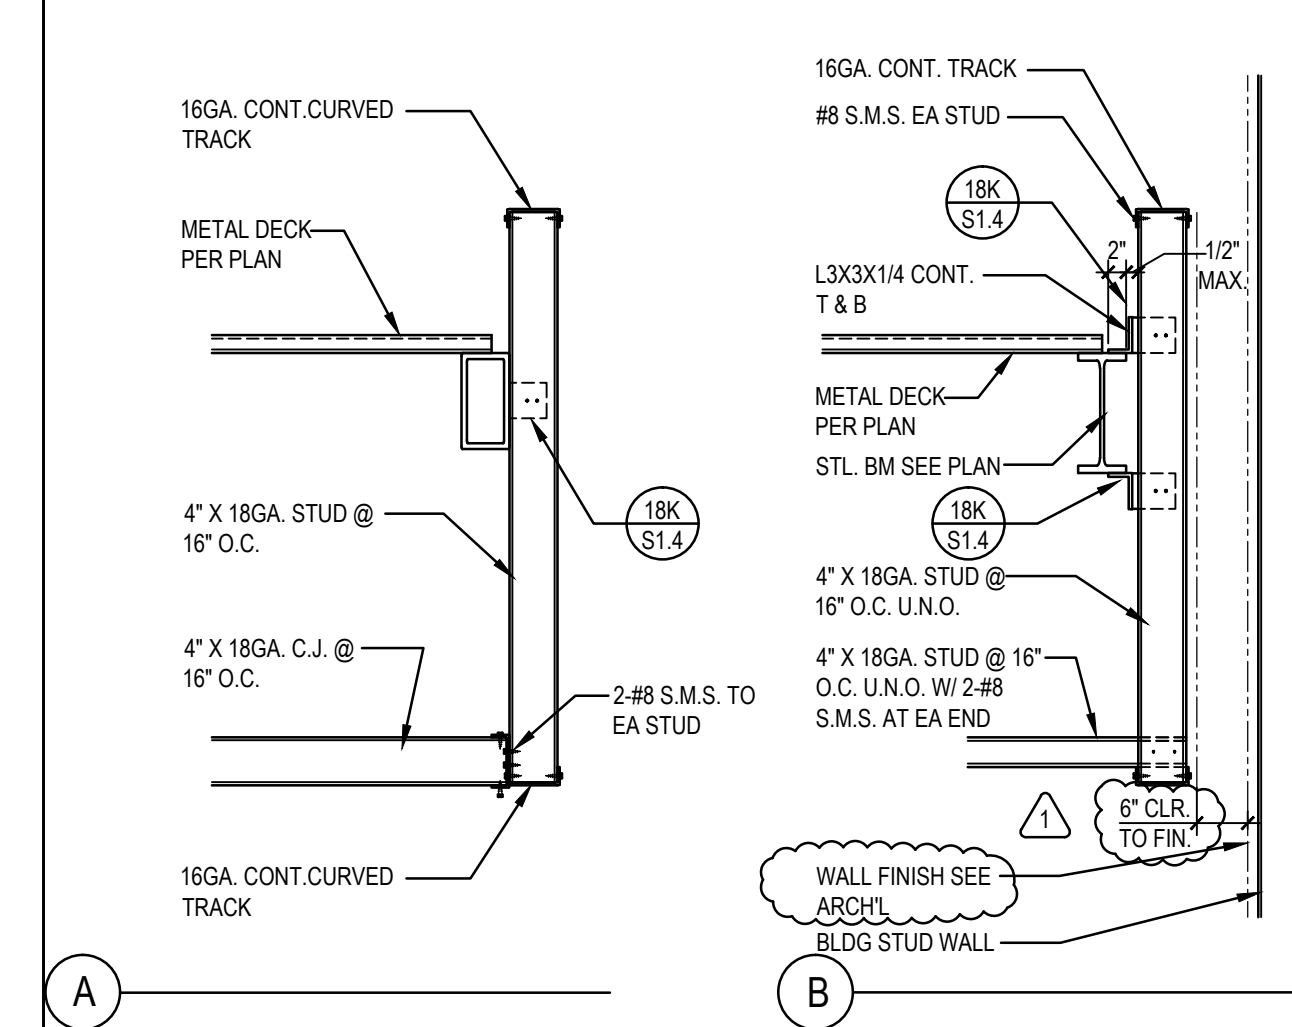 16GA. CONT.CURVED
TRACK
METAL DECK
PER PLAN
4" X 18GA. STUD @
16" O.C.
18K
S1.4
4" X 18GA. C.J. @
16" O.C.
2-#8 S.M.S. TO
EA STUD
16GA. CONT.CURVED
TRACK
A
16GA. CONT. TRACK
#8 S.M.S. EA STUD
18K
S1.4
2"
1/2"
MAX.
L3X3X1/4 CONT.
T & B
METAL DECK
PER PLAN
STL. BM SEE PLAN
18K
S1.4
4" X 18GA. STUD @
16" O.C. U.N.O.
4" X 18GA. STUD @ 16"
O.C. U.N.O. W/ 2-#8
S.M.S. AT EA END
1
6" CLR.
TO FIN.
WALL FINISH SEE
ARCH'L
BLDG STUD WALL
B